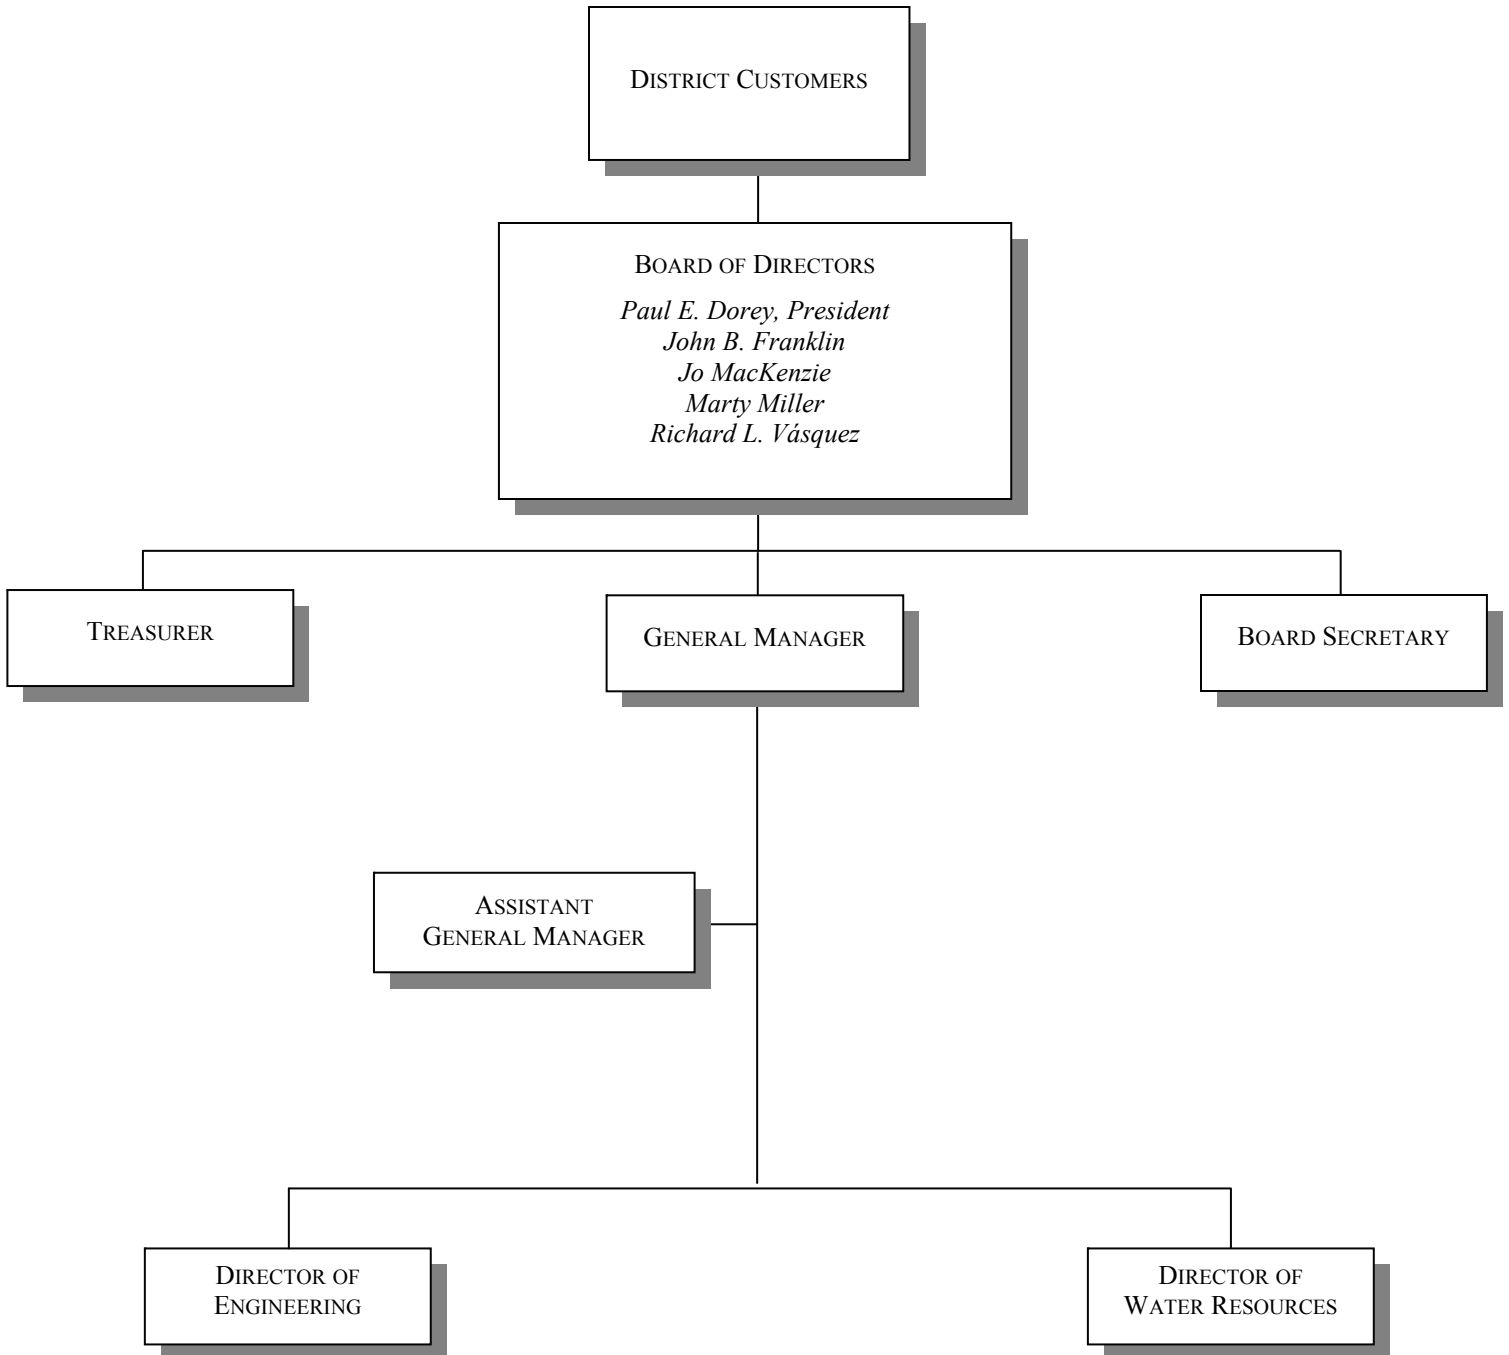 DISTRICT CUSTOMERS
BOARD OF DIRECTORS
Paul E. Dorey, President
John B. Franklin
Jo MacKenzie
Marty Miller
Richard L. Vásquez
TREASURER
GENERAL MANAGER
BOARD SECRETARY
ASSISTANT
GENERAL MANAGER
DIRECTOR OF
ENGINEERING
DIRECTOR OF
WATER RESOURCES